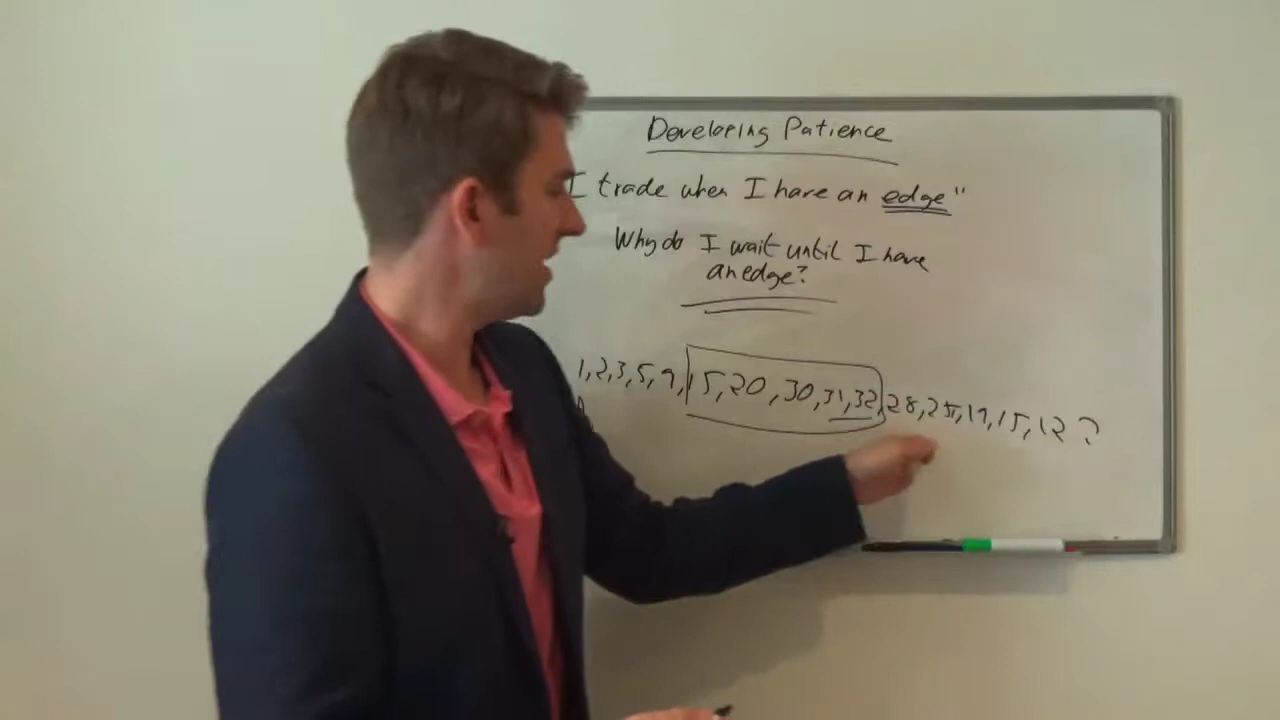 Developing Patience
I trade when I have an edge"
Why do I wait until I have
an edge?
1,2,3,5,9,15,20,30,31,32,28,25,19,15,12?